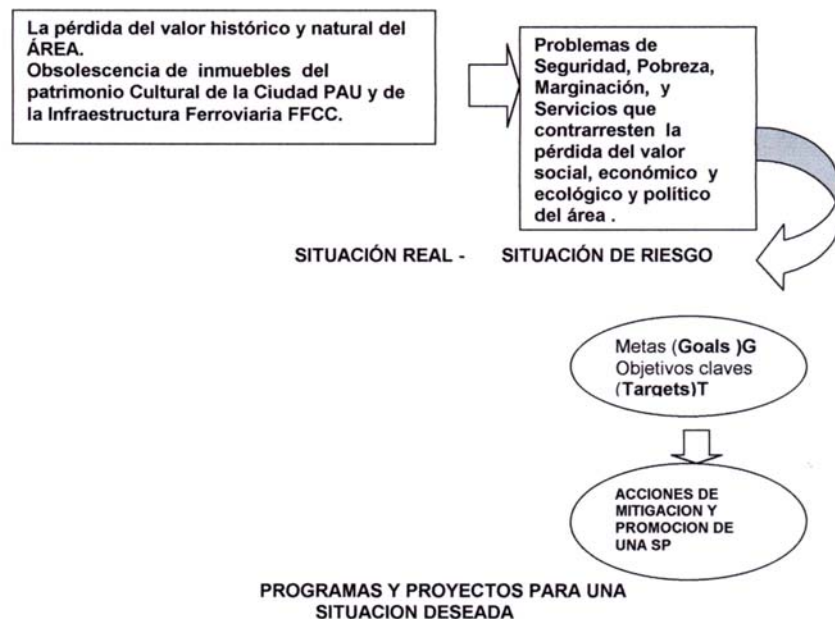 La pérdida del valor histórico y natural del
ÁREA.
Obsolescencia de inmuebles del
patrimonio Cultural de la Ciudad PAU y de
la Infraestructura Ferroviaria FFCC.
Problemas de
Seguridad, Pobreza,
Marginación, y
Servicios que
contrarresten la
pérdida del valor
social, económico y
ecológico y político
del área .
SITUACIÓN REAL - SITUACIÓN DE RIESGO
Metas (Goals )G
Objetivos claves
(Targets)T
ACCIONES DE
MITIGACION Y
PROMOCION DE
UNA SP
PROGRAMAS Y PROYECTOS PARA UNA
SITUACION DESEADA